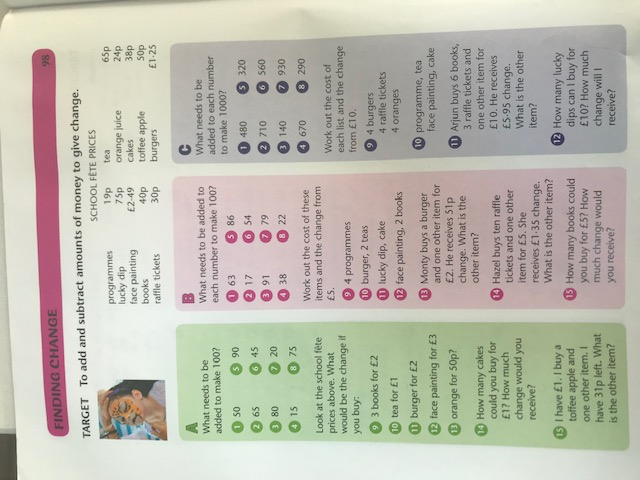 FINDING CHANGE
98
TARGET To add and subtract amounts of money to give change.
SCHOOL FÊTE PRICES
programmes 19p tea 65p
lucky dip 75p orange juice 24p
face painting £2·49 cakes 38p
books 40p toffee apple 50p
raffle tickets 30p burgers £1·25
A
What needs to be
added to make 100?
1 50 5 90
2 65 6 45
3 80 7 20
4 15 8 75
Look at the school fête
prices above. What
would be the change if
you buy:
9 3 books for £2
10 tea for £1
11 burger for £2
12 face painting for £3
13 orange for 50p?
14 How many cakes
could you buy for
£1? How much
change would you
receive?
15 I have £1. I buy a
toffee apple and
one other item. I
have 31p left. What
is the other item?
B
What needs to be added to
each number to make 100?
1 63 5 86
2 17 6 54
3 91 7 79
4 38 8 22
Work out the cost of these
items and the change from
£5.
9 4 programmes
10 burger, 2 teas
11 lucky dip, cake
12 face painting, 2 books
13 Monty buys a burger
and one other item for
£2. He receives 51p
change. What is the
other item?
14 Hazel buys ten raffle
tickets and one other
item for £5. She
receives £1·35 change.
What is the other item?
15 How many books could
you buy for £5? How
much change would
you receive?
C
What needs to be
added to each number
to make 1000?
1 480 5 320
2 710 6 560
3 140 7 930
4 670 8 290
Work out the cost of
each list and the change
from £10.
9 4 burgers
4 raffle tickets
4 oranges
10 programme, tea
face painting, cake
11 Arjun buys 6 books,
3 raffle tickets and
one other item for
£10. He receives
£5·95 change.
What is the other
item?
12 How many lucky
dips can I buy for
£10? How much
change will I
receive?